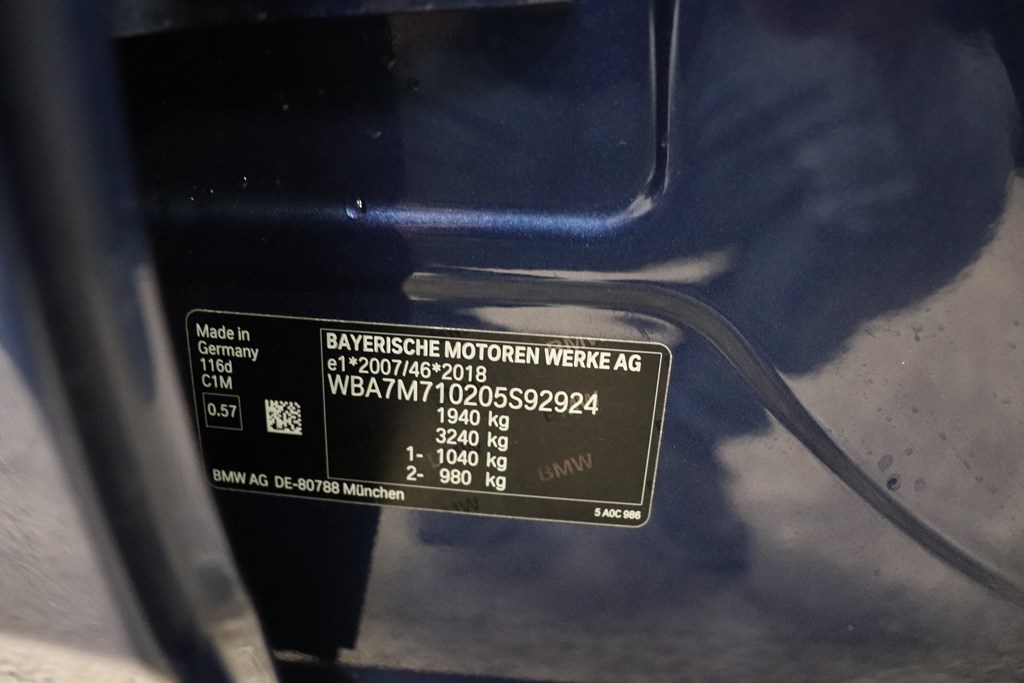 Made in
Germany
116d
C1M
0.57
BAYERISCHE MOTOREN WERKE AG
e1*2007/46*2018
WBA7M710205S92924
1940 kg
3240 kg
1- 1040 kg
2- 980 kg
BMW
BMW AG DE-80788 München
5 A0C 986